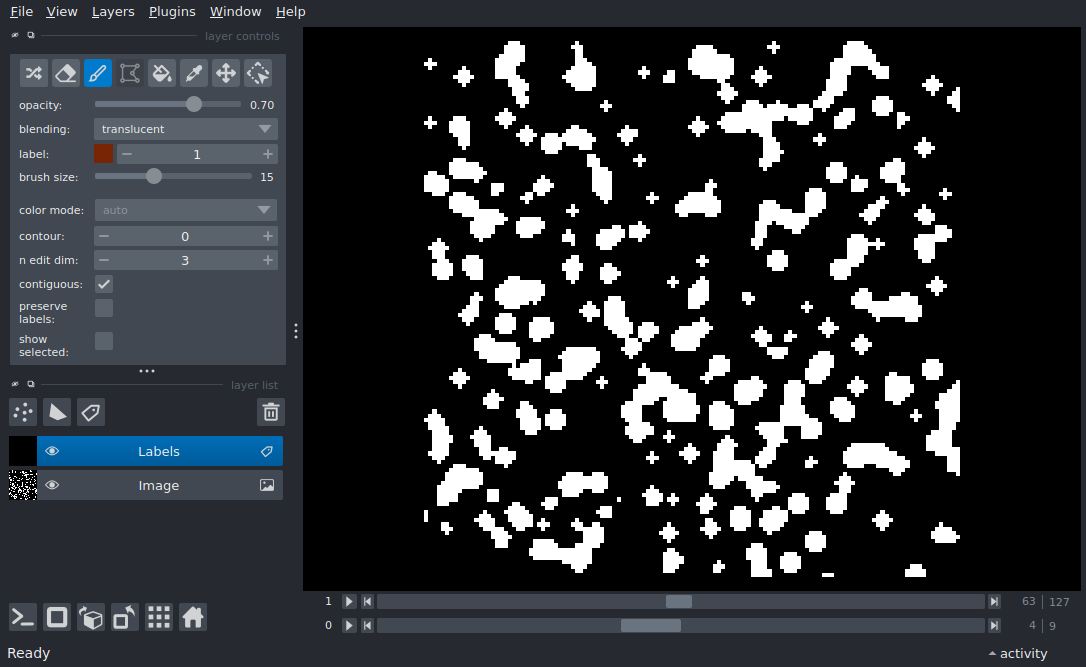 File View Layers Plugins Window Help
layer controls
opacity: 0.70
blending: translucent
label: 1
brush size: 15
color mode: auto
contour: 0
n edit dim: 3
contiguous:
preserve
labels:
show
selected:
layer list
Labels
Image
1 63 127
0 4 9
Ready activity